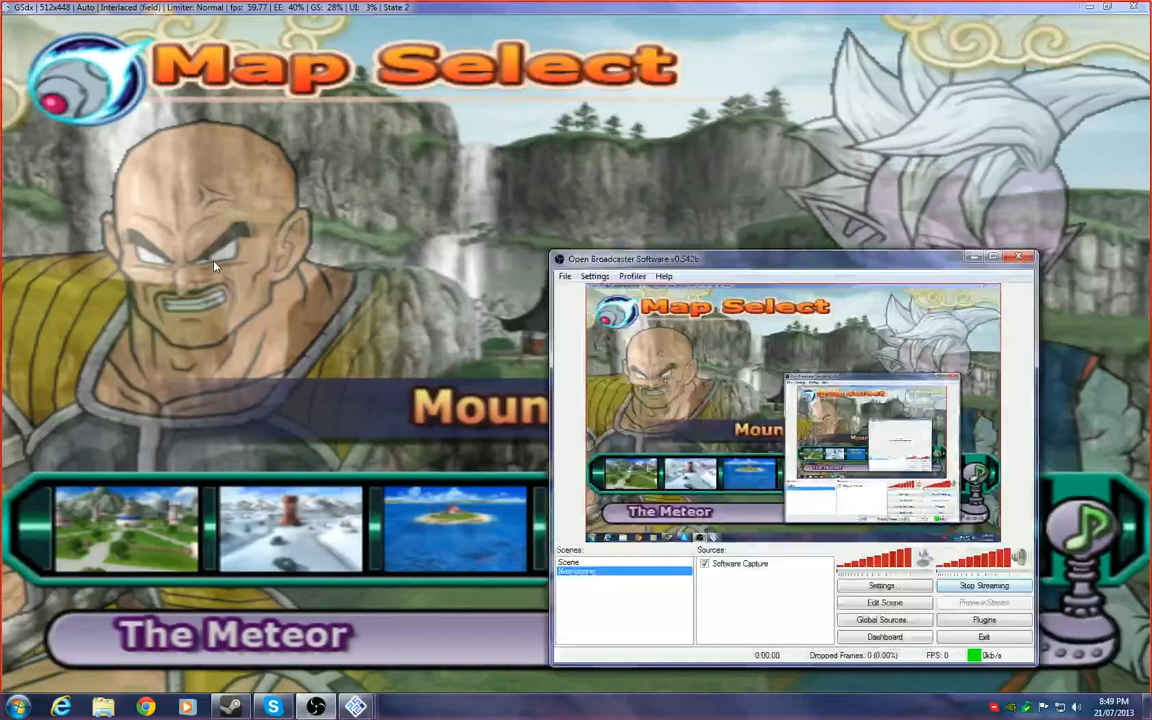 GSdx | 512x448 | Auto | Interlaced (field) | Limiter: Normal | fps: 59.77 | EE: 40% | GS: 28% | UI: 3% | State 2
Map Select
Open Broadcaster Software v0.542b
File Settings Profiles Help
Map Select
Moun
Moun
The Meteor
Scenes: Sources:
Scene
Software Capture
Settings Stop Streaming
Edit Scene Preview Stream
Global Sources... Plugins
Dashboard Exit
The Meteor
0:00:00 Dropped Frames: 0 (0.00%) FPS: 0 0kb/s
8:49 PM
21/07/2013